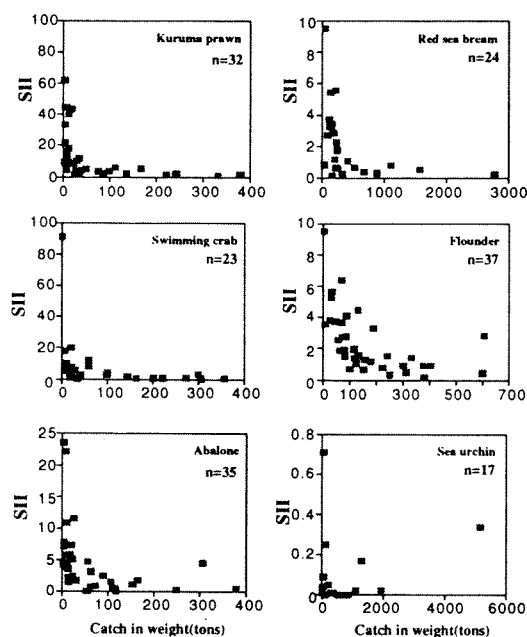 100
80
60
40
20
0
SII
Kuruma prawn
n=32
0 100 200 300 400
10
8
6
4
2
0
SII
Red sea bream
n=24
0 1000 2000 3000
100
80
60
40
20
0
SII
Swimming crab
n=23
0 100 200 300 400
10
8
6
4
2
0
SII
Flounder
n=37
0 100 200 300 400 500 600 700
25
20
15
10
5
0
SII
Abalone
n=35
0 100 200 300 400
Catch in weight(tons)
0.8
0.6
0.4
0.2
0
SII
Sea urchin
n=17
0 2000 4000 6000
Catch in weight(tons)